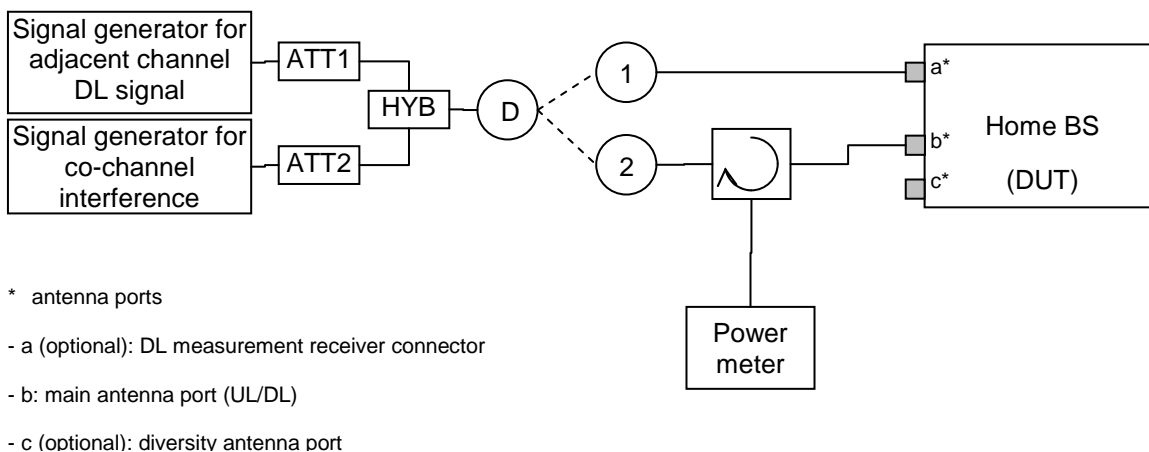 Signal generator for
adjacent channel
DL signal
ATT1
HYB
Signal generator for
co-channel
interference
ATT2
D
1
2
a*
b*
c*
Home BS
(DUT)
Power
meter
* antenna ports
- a (optional): DL measurement receiver connector
- b: main antenna port (UL/DL)
- c (optional): diversity antenna port